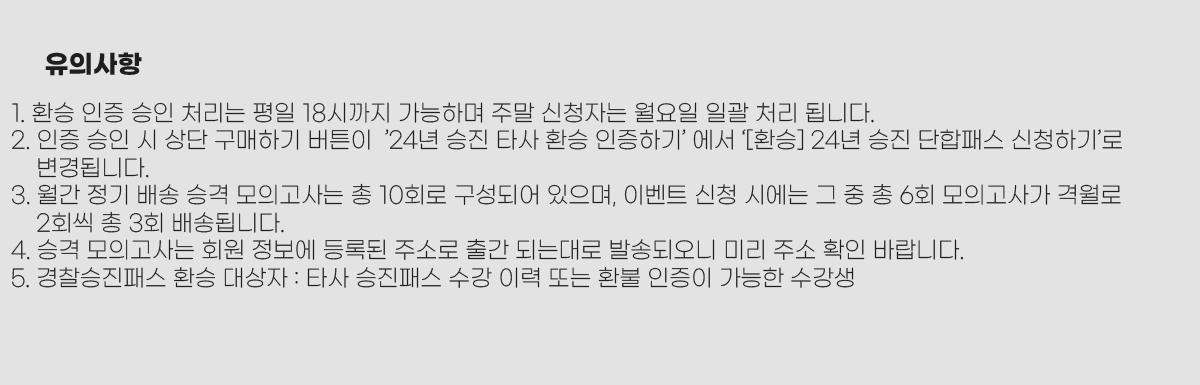 유의사항
1. 환승 인증 승인 처리는 평일 18시까지 가능하며 주말 신청자는 월요일 일괄 처리 됩니다.
2. 인증 승인 시 상단 구매하기 버튼이 ’24년 승진 타사 환승 인증하기’ 에서 ‘[환승] 24년 승진 단합패스 신청하기’로
변경됩니다.
3. 월간 정기 배송 승격 모의고사는 총 10회로 구성되어 있으며, 이벤트 신청 시에는 그 중 총 6회 모의고사가 격월로
2회씩 총 3회 배송됩니다.
4. 승격 모의고사는 회원 정보에 등록된 주소로 출간 되는대로 발송되오니 미리 주소 확인 바랍니다.
5. 경찰승진패스 환승 대상자 : 타사 승진패스 수강 이력 또는 환불 인증이 가능한 수강생